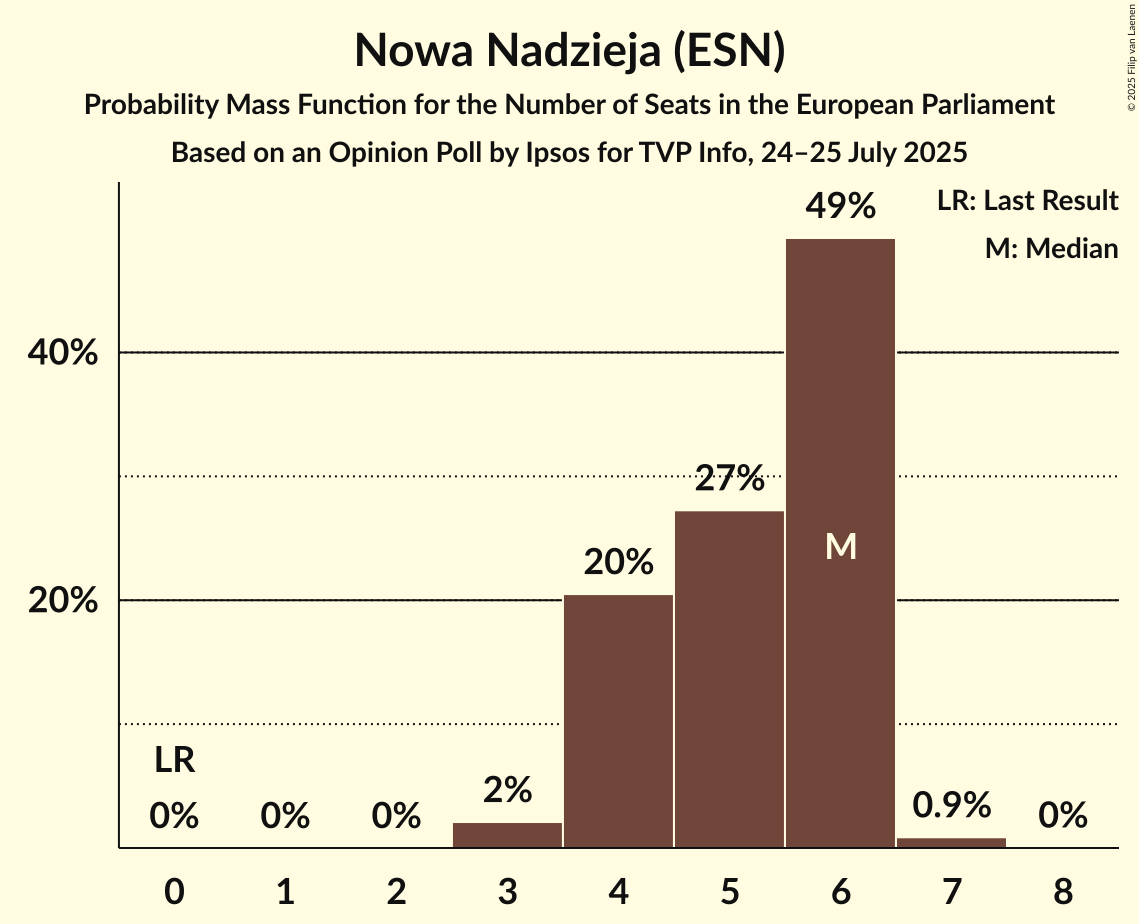 Nowa Nadzieja (ESN)
Probability Mass Function for the Number of Seats in the European Parliament
Based on an Opinion Poll by Ipsos for TVP Info, 24–25 July 2025
© 2025 Filip van Laenen
LR: Last Result
M: Median
49%
40%
27%
M
20%
20%
LR
2%
0.9%
0% 0% 0% 0%
0 1 2 3 4 5 6 7 8